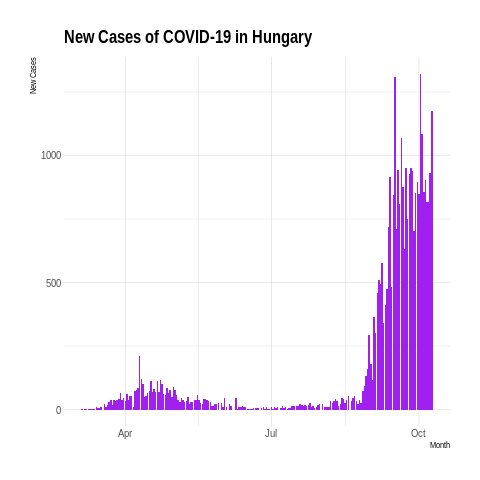 New Cases of COVID-19 in Hungary
New Cases
1000
500
0
Apr
Jul
Oct
Month